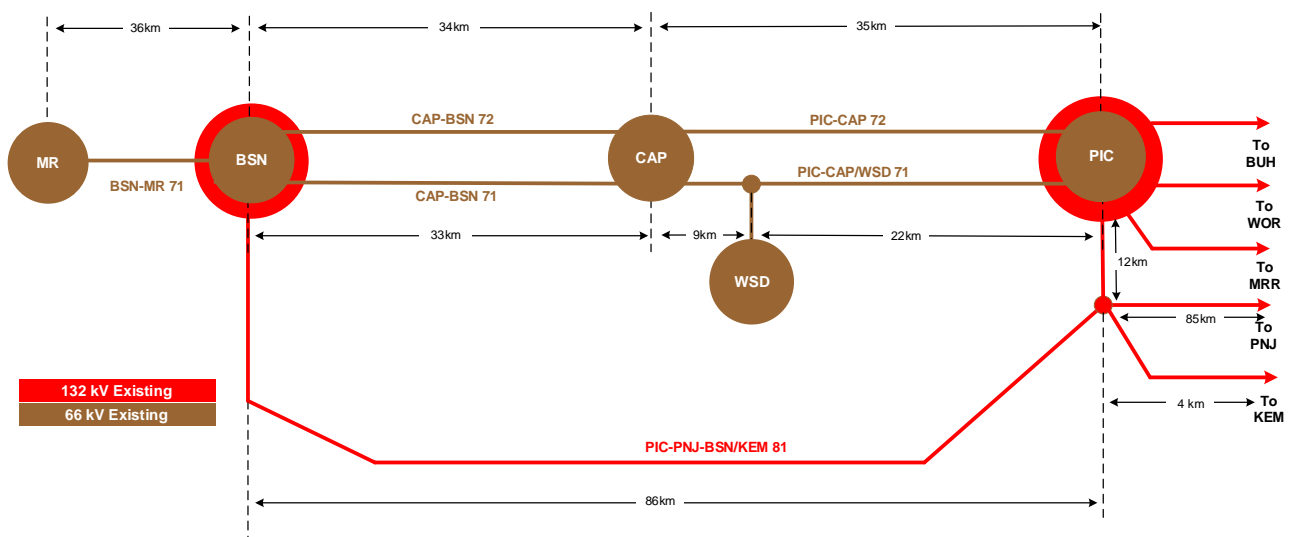 36km
34km
35km
CAP-BSN 72
PIC-CAP 72
MR
BSN
CAP
PIC
To
BUH
BSN-MR 71
CAP-BSN 71
PIC-CAP/WSD 71
To
WOR
33km
9km
22km
12km
To
MRR
WSD
85km
To
PNJ
132 kV Existing
66 kV Existing
4 km
To
KEM
PIC-PNJ-BSN/KEM 81
86km